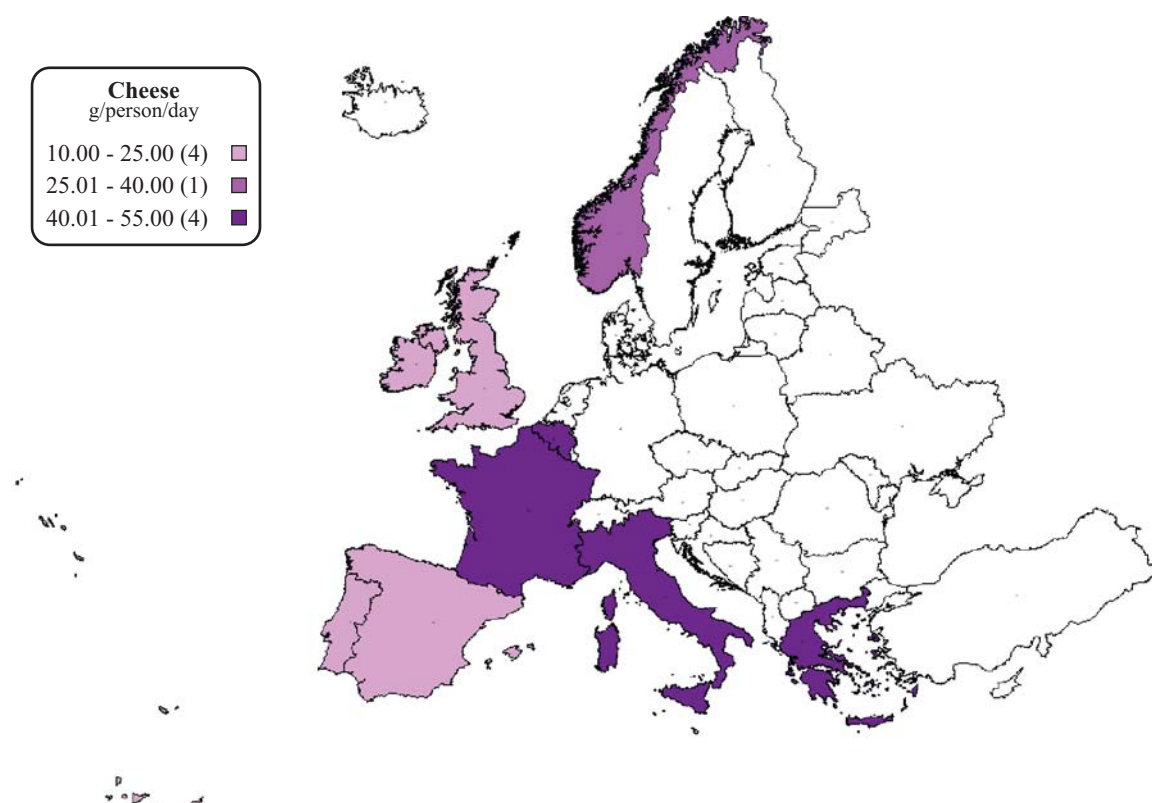 Cheese
g/person/day
10.00 - 25.00 (4)
25.01 - 40.00 (1)
40.01 - 55.00 (4)